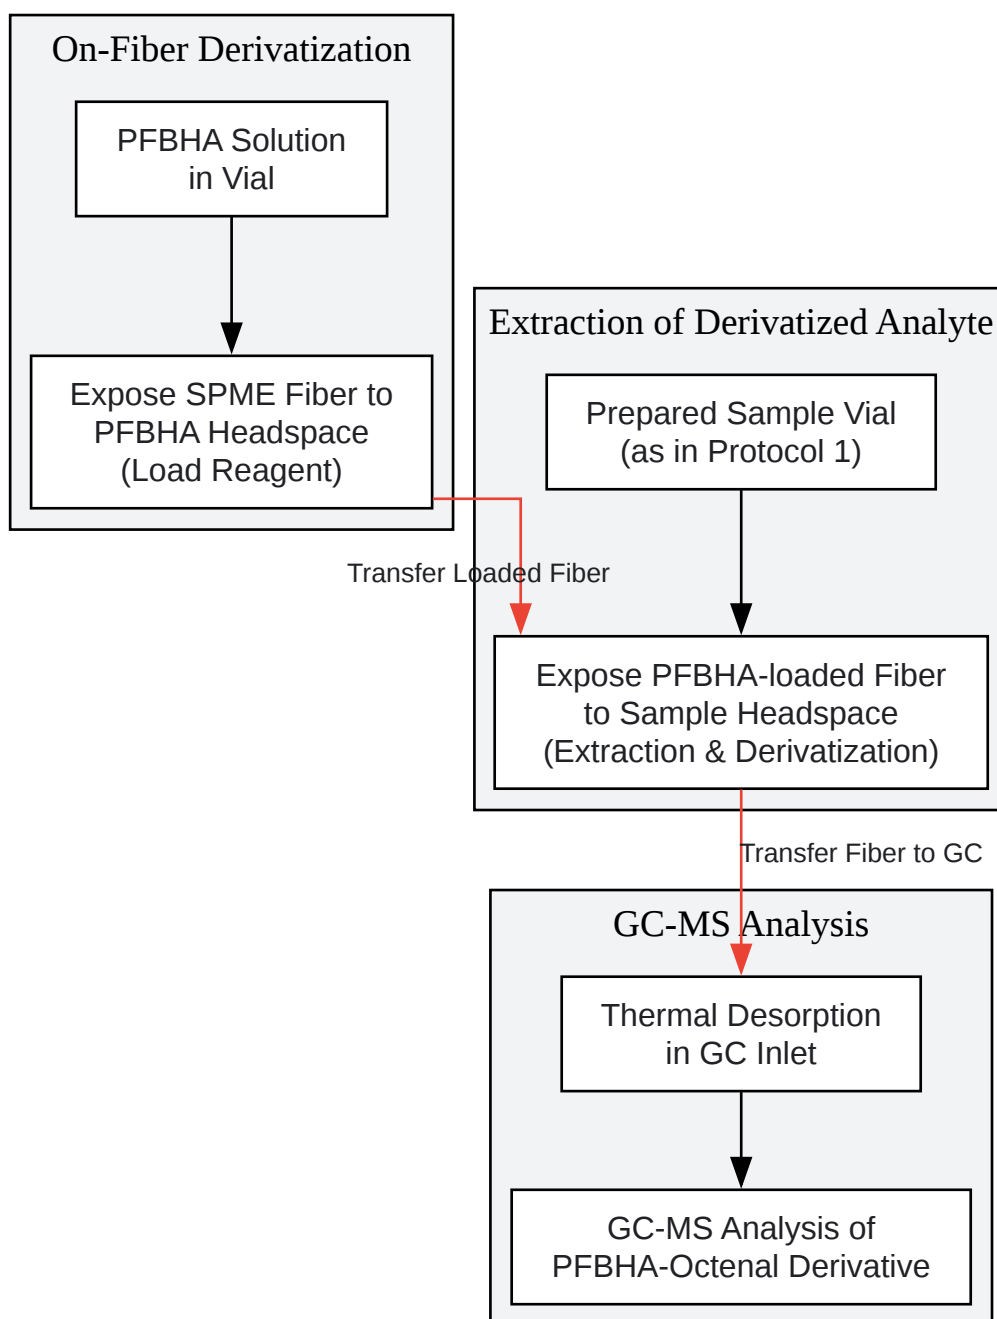 On-Fiber Derivatization
PFBHA Solution
in Vial
Expose SPME Fiber to
PFBHA Headspace
(Load Reagent)
Transfer Loaded Fiber
Extraction of Derivatized Analyte
Prepared Sample Vial
(as in Protocol 1)
Expose PFBHA-loaded Fiber
to Sample Headspace
(Extraction & Derivatization)
Transfer Fiber to GC
GC-MS Analysis
Thermal Desorption
in GC Inlet
GC-MS Analysis of
PFBHA-Octenal Derivative